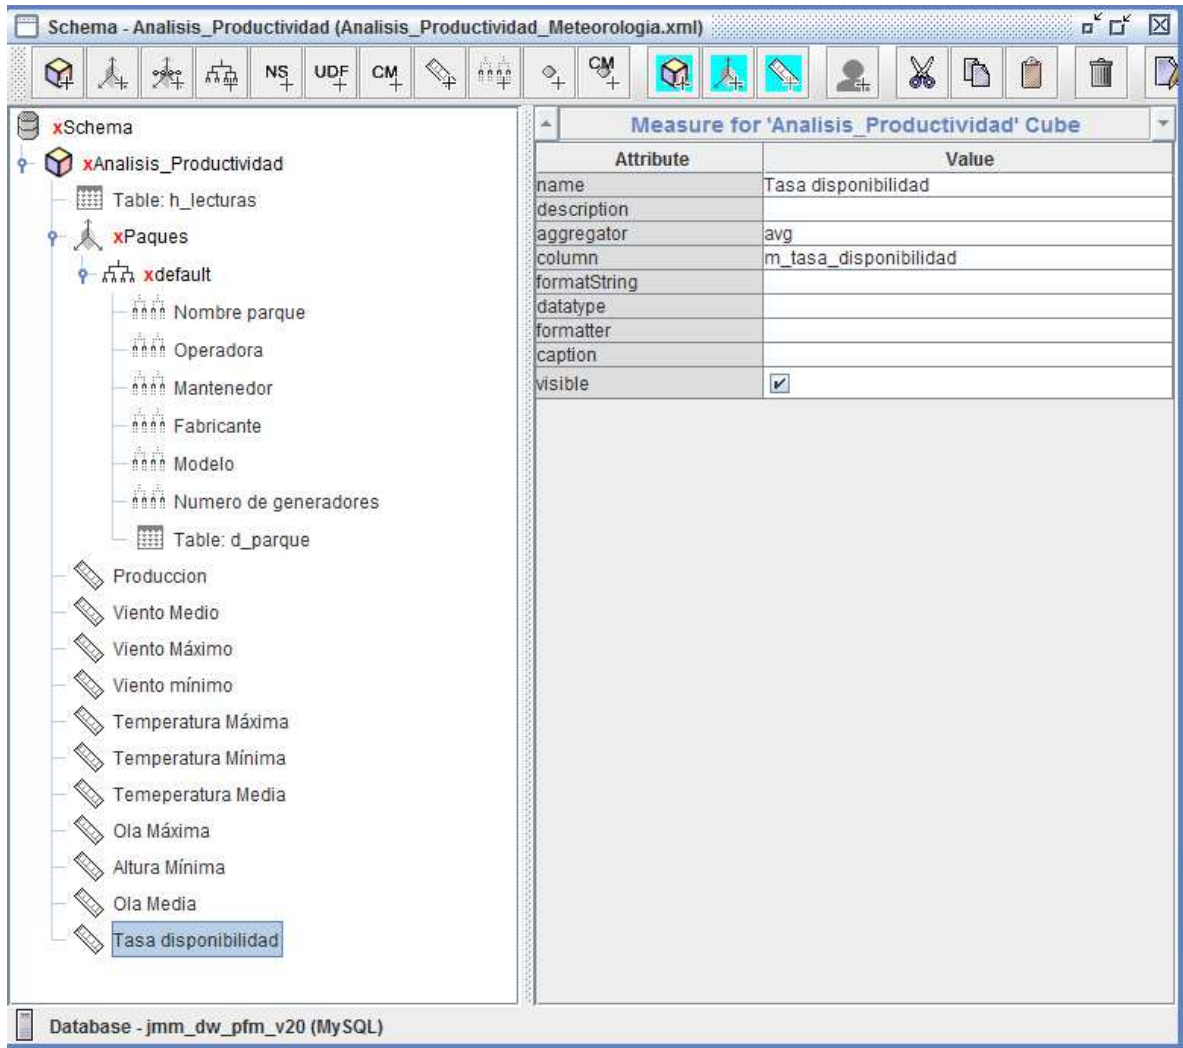 Schema - Analisis_Productividad (Analisis_Productividad_Meteorologia.xml)
NS UDF CM CM
xSchema
xAnalisis_Productividad
Table: h_lecturas
xPaques
xdefault
Nombre parque
Operadora
Mantenedor
Fabricante
Modelo
Numero de generadores
Table: d_parque
Produccion
Viento Medio
Viento Máximo
Viento mínimo
Temperatura Máxima
Temperatura Mínima
Temeperatura Media
Ola Máxima
Altura Mínima
Ola Media
Tasa disponibilidad
Measure for 'Analisis_Productividad' Cube
Attribute Value
name Tasa disponibilidad
description
aggregator avg
column m_tasa_disponibilidad
formatString
datatype
formatter
caption
visible
Database - jmm_dw_pfm_v20 (MySQL)